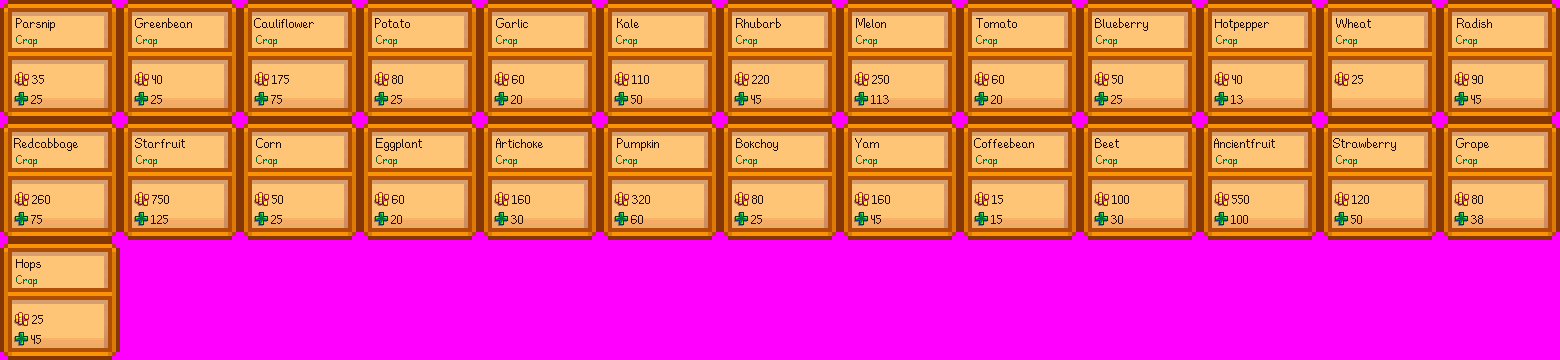 Parsnip
Crop
35
25
Greenbean
Crop
40
25
Cauliflower
Crop
175
75
Potato
Crop
80
25
Garlic
Crop
60
20
Kale
Crop
110
50
Rhubarb
Crop
220
45
Melon
Crop
250
113
Tomato
Crop
60
20
Blueberry
Crop
50
25
Hotpepper
Crop
40
13
Wheat
Crop
25
Radish
Crop
90
45
Redcabbage
Crop
260
75
Starfruit
Crop
750
125
Corn
Crop
50
25
Eggplant
Crop
60
20
Artichoke
Crop
160
30
Pumpkin
Crop
320
60
Bokchoy
Crop
80
25
Yam
Crop
160
45
Coffeebean
Crop
15
15
Beet
Crop
100
30
Ancientfruit
Crop
550
100
Strawberry
Crop
120
50
Grape
Crop
80
38
Hops
Crop
25
45